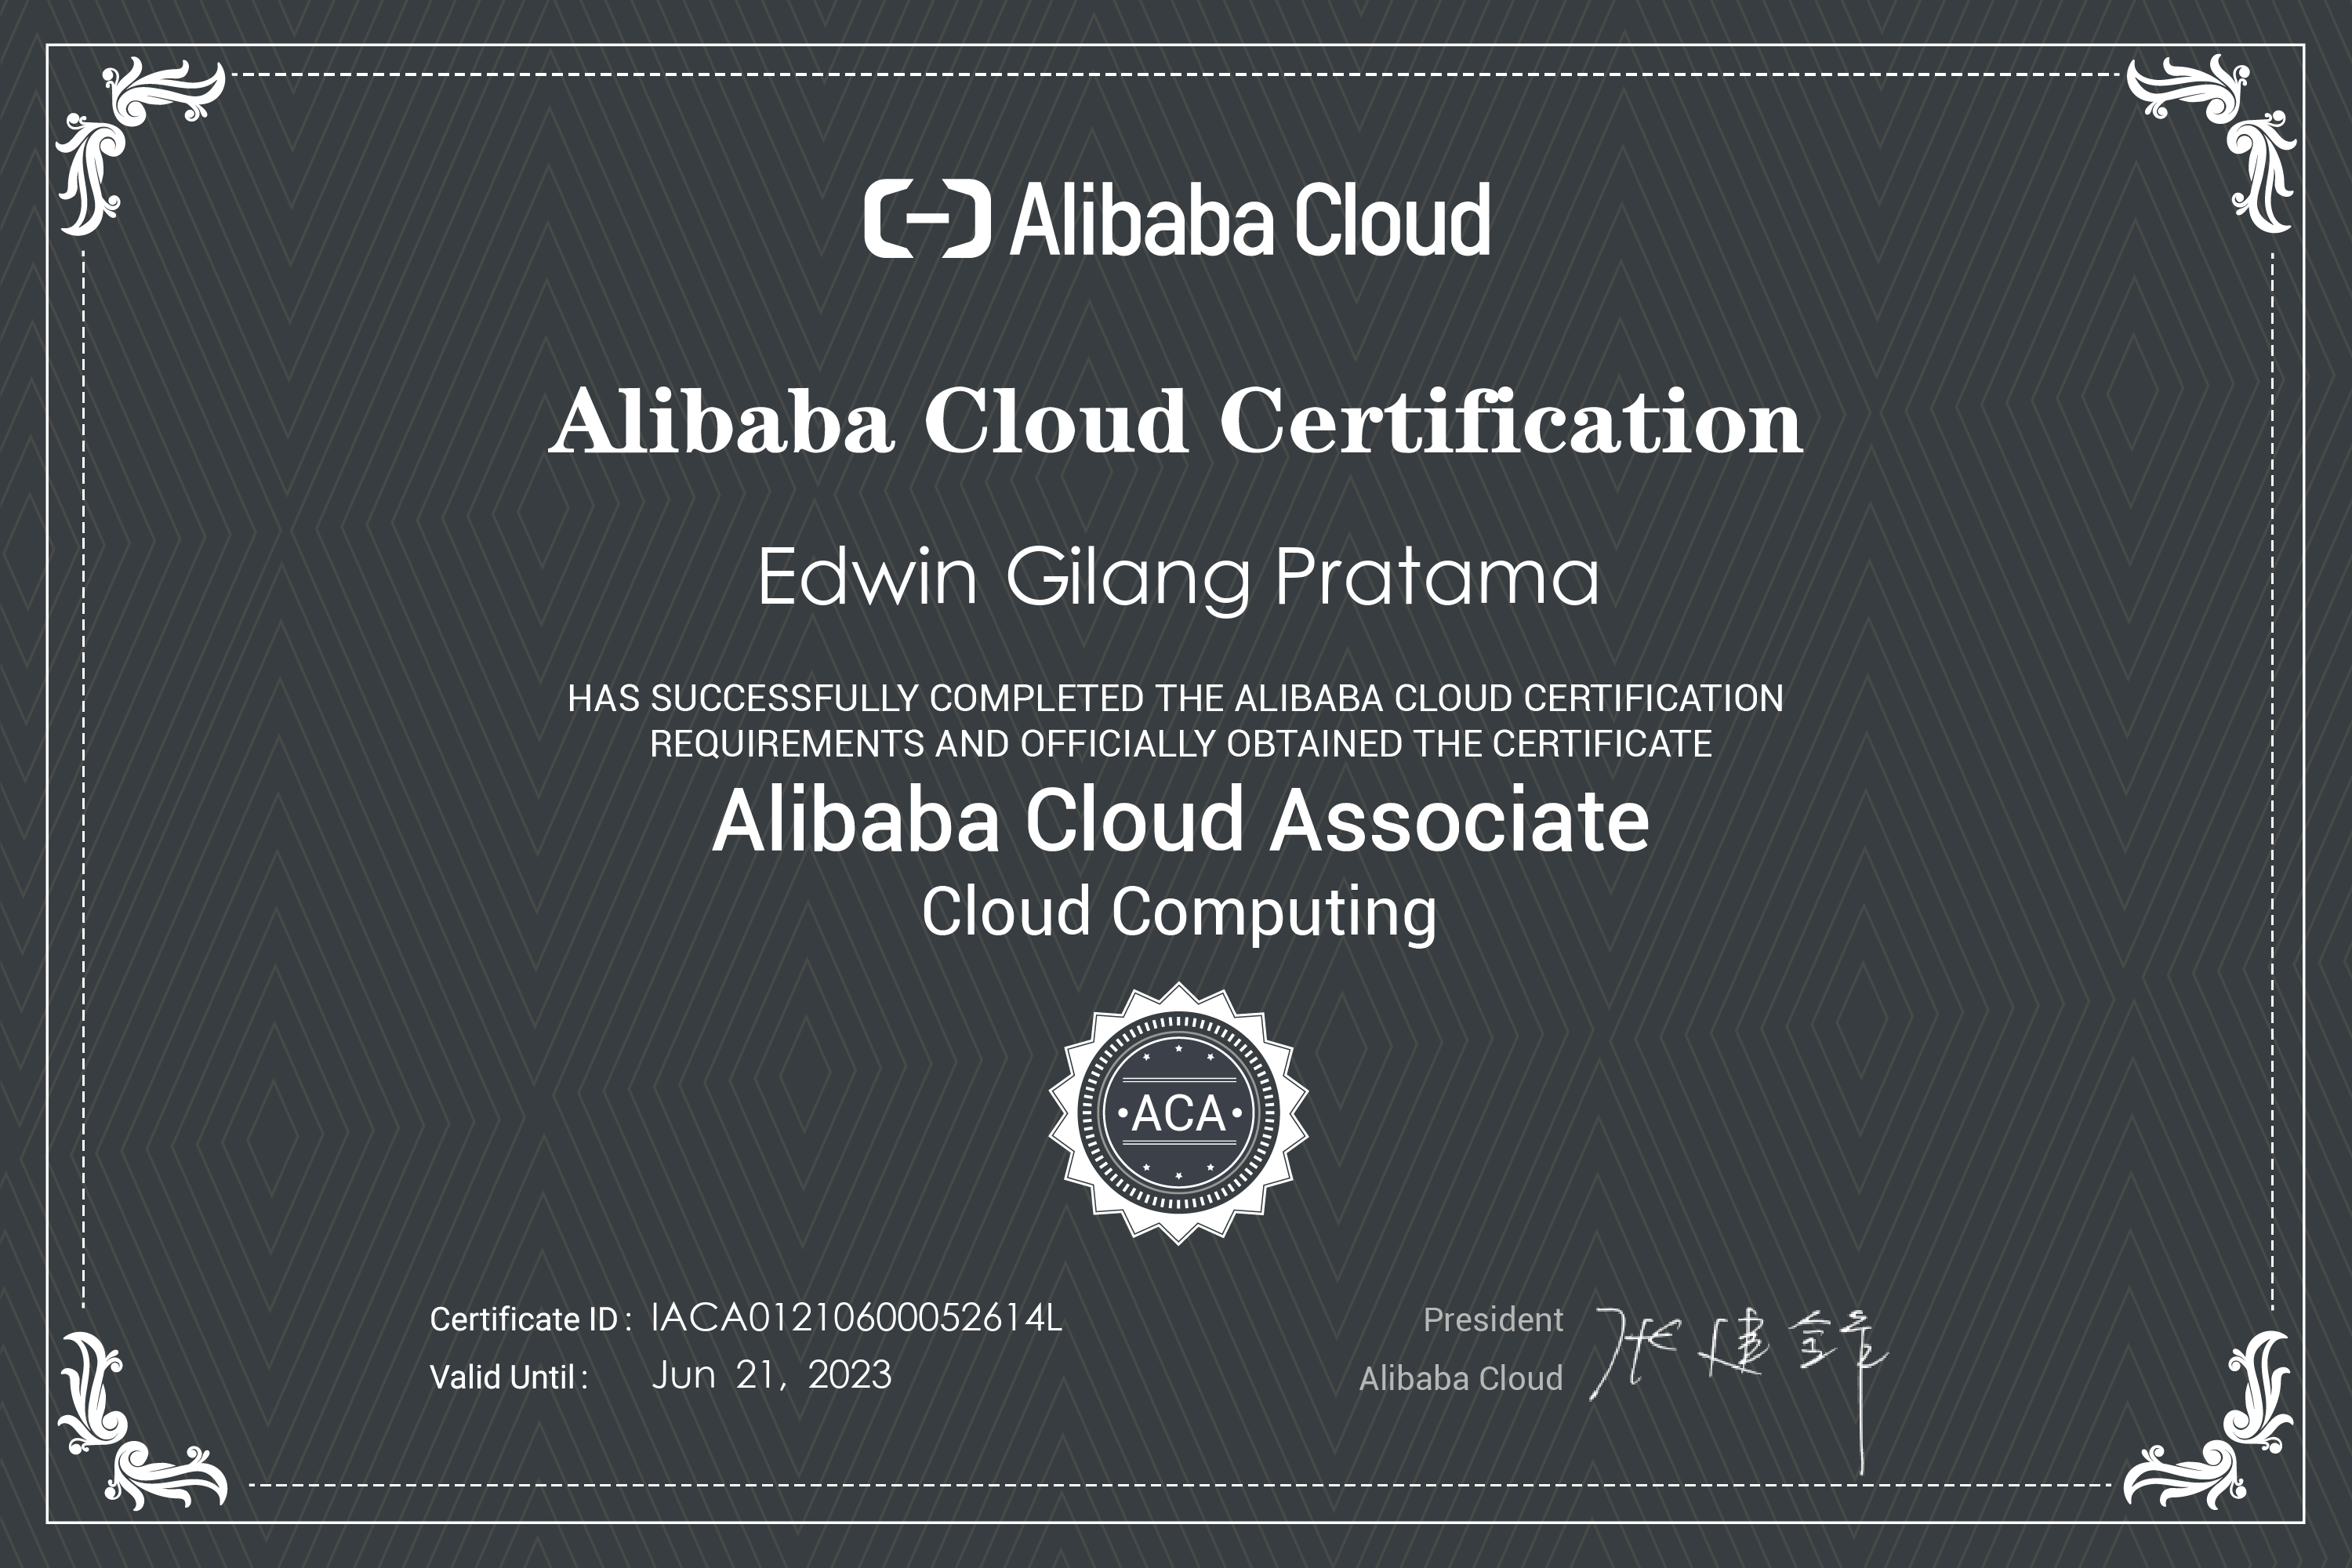 Alibaba Cloud
Alibaba Cloud Certification
Edwin Gilang Pratama
HAS SUCCESSFULLY COMPLETED THE ALIBABA CLOUD CERTIFICATION
REQUIREMENTS AND OFFICIALLY OBTAINED THE CERTIFICATE
Alibaba Cloud Associate
Cloud Computing
•ACA•
Certificate ID : IACA01210600052614L
Valid Until : Jun 21, 2023
President
Alibaba Cloud
张建锋